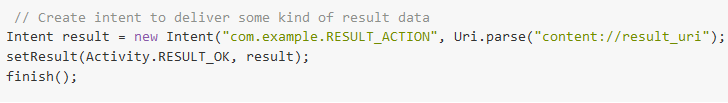 // Create intent to deliver some kind of result data
Intent result = new Intent("com.example.RESULT_ACTION", Uri.parse("content://result_uri");
setResult(Activity.RESULT_OK, result);
finish();